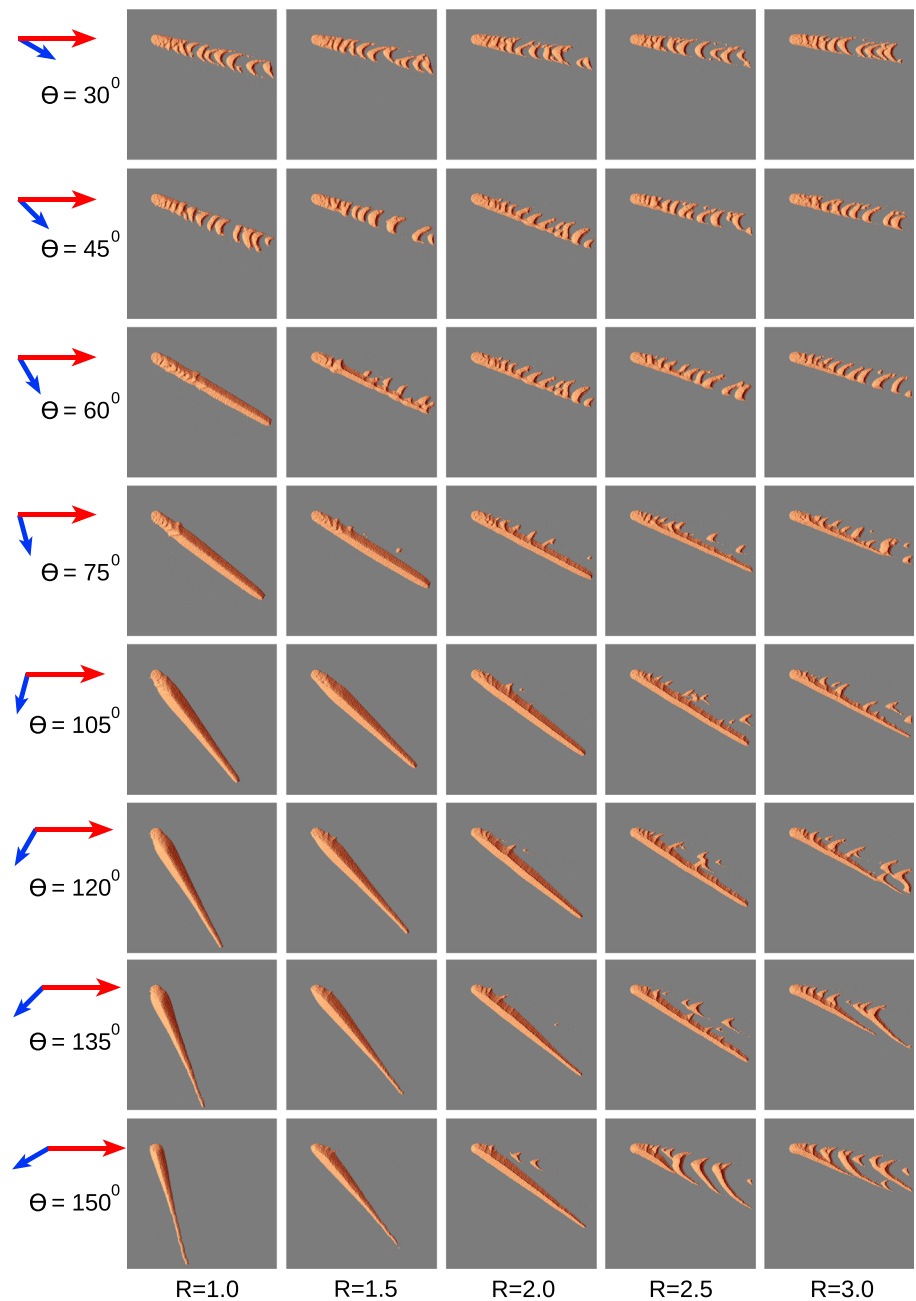 ϴ = 30⁰
ϴ = 45⁰
ϴ = 60⁰
ϴ = 75⁰
ϴ = 105⁰
ϴ = 120⁰
ϴ = 135⁰
ϴ = 150⁰
R=1.0 R=1.5 R=2.0 R=2.5 R=3.0